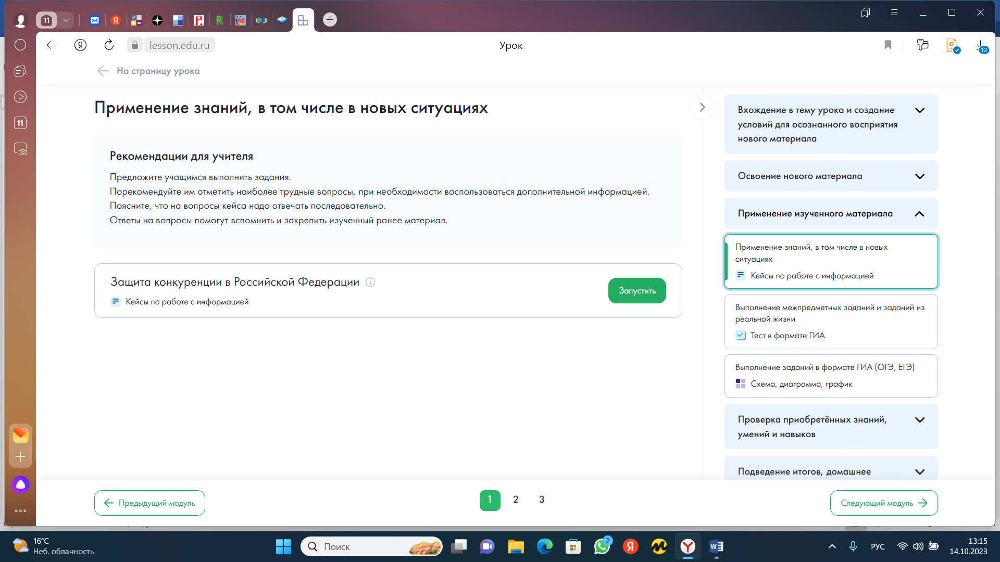 11
lesson.edu.ru
Урок
12
На страницу урока
11
Применение знаний, в том числе в новых ситуациях
Рекомендации для учителя
Предложите учащимся выполнить задания.
Порекомендуйте им отметить наиболее трудные вопросы, при необходимости воспользоваться дополнительной информацией.
Поясните, что на вопросы кейса надо отвечать последовательно.
Ответы на вопросы помогут вспомнить и закрепить изученный ранее материал.
Защита конкуренции в Российской Федерации
Кейсы по работе с информацией
Запустить
Вхождение в тему урока и создание
условий для осознанного восприятия
нового материала
Освоение нового материала
Применение изученного материала
Применение знаний, в том числе в новых
ситуациях
Кейсы по работе с информацией
Выполнение межпредметных заданий и заданий из
реальной жизни
Тест в формате ГИА
Выполнение заданий в формате ГИА (ОГЭ, ЕГЭ)
Схема, диаграмма, график
Проверка приобретённых знаний,
умений и навыков
Подведение итогов, домашнее
Предыдущий модуль
1 2 3
Следующий модуль
16°C
Неб. облачность
Поиск
2
РУС
13:15
14.10.2023